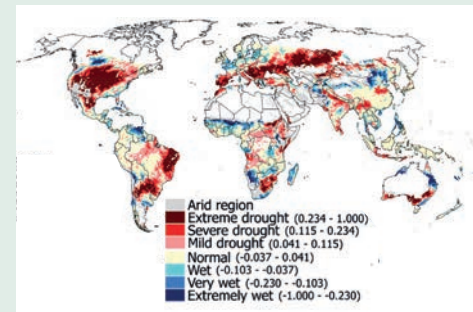 Arid region
Extreme drought (0.234 - 1.000)
Severe drought (0.115 - 0.234)
Mild drought (0.041 - 0.115)
Normal (-0.037 - 0.041)
Wet (-0.103 - -0.037)
Very wet (-0.230 - -0.103)
Extremely wet (-1.000 - -0.230)